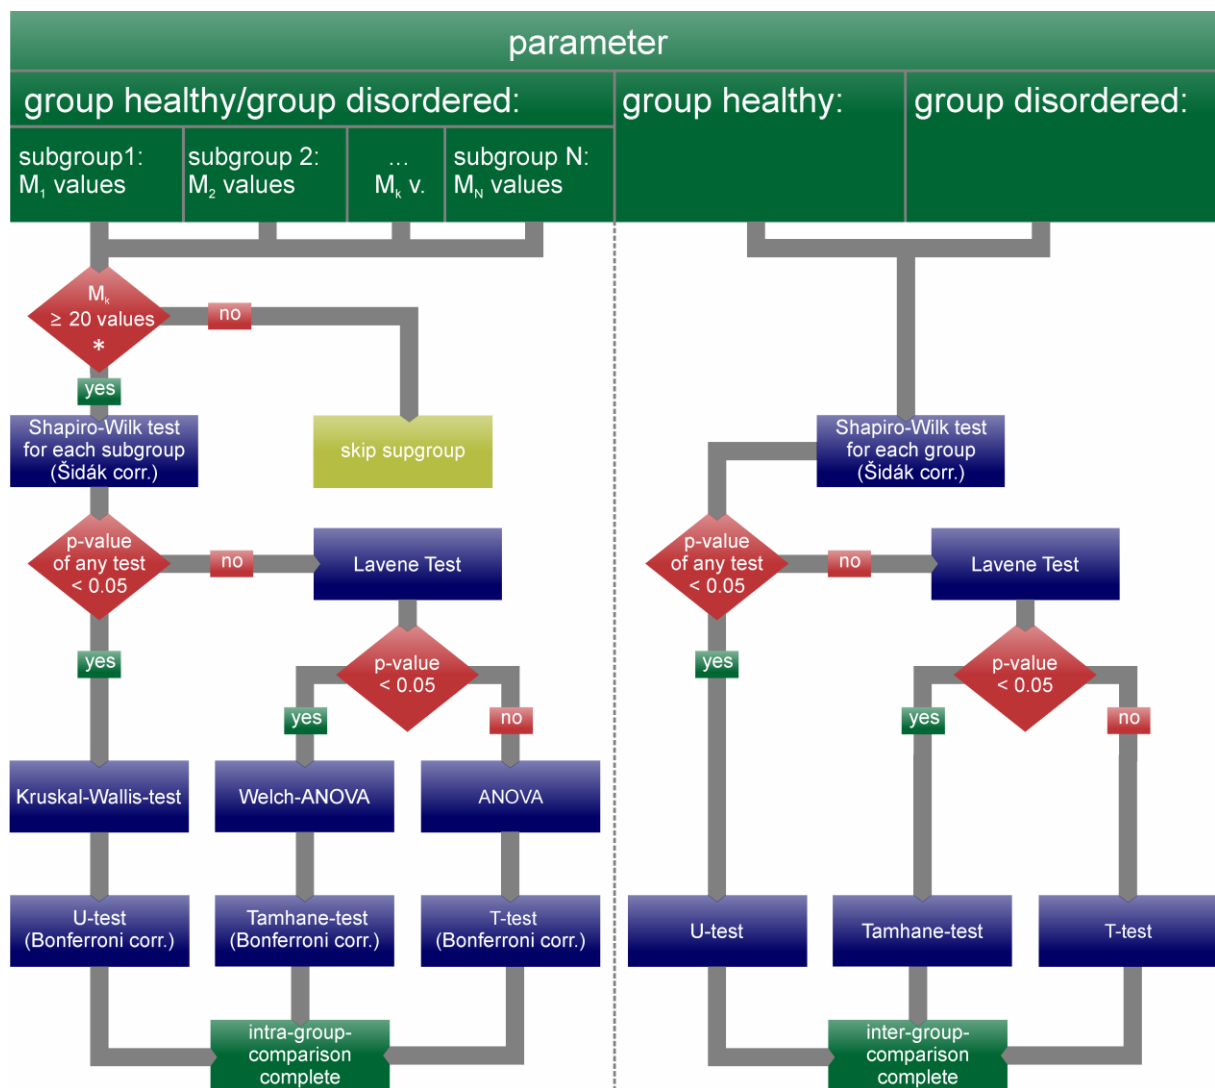 parameter
group healthy/group disordered:
group healthy:
group disordered:
subgroup1:
M₁ values
subgroup 2:
M₂ values
...
Mₖ v.
subgroup N:
M_N values
Mₖ
≥ 20 values
*
no
yes
Shapiro-Wilk test
for each subgroup
(Šidák corr.)
skip supgroup
p-value
of any test
< 0.05
no
Lavene Test
yes
p-value
< 0.05
yes
no
Kruskal-Wallis-test
Welch-ANOVA
ANOVA
U-test
(Bonferroni corr.)
Tamhane-test
(Bonferroni corr.)
T-test
(Bonferroni corr.)
intra-group-
comparison
complete
Shapiro-Wilk test
for each group
(Šidák corr.)
p-value
of any test
< 0.05
no
Lavene Test
yes
p-value
< 0.05
yes
no
U-test
Tamhane-test
T-test
inter-group-
comparison
complete